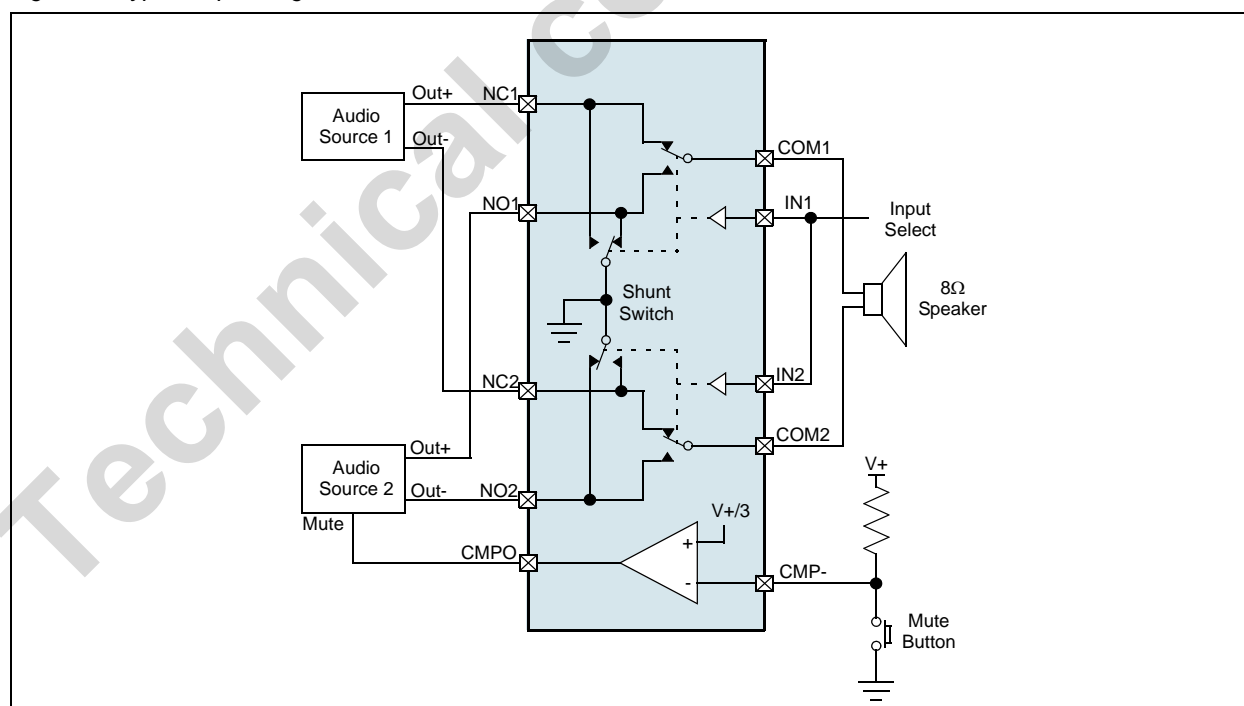 Audio
Source 1
Out+
Out-
NC1
COM1
NO1
IN1
Input
Select
Shunt
Switch
8Ω
Speaker
NC2
IN2
COM2
Audio
Source 2
Out+
Out-
Mute
NO2
V+/3
V+
+
-
CMPO
CMP-
Mute
Button
Technical co